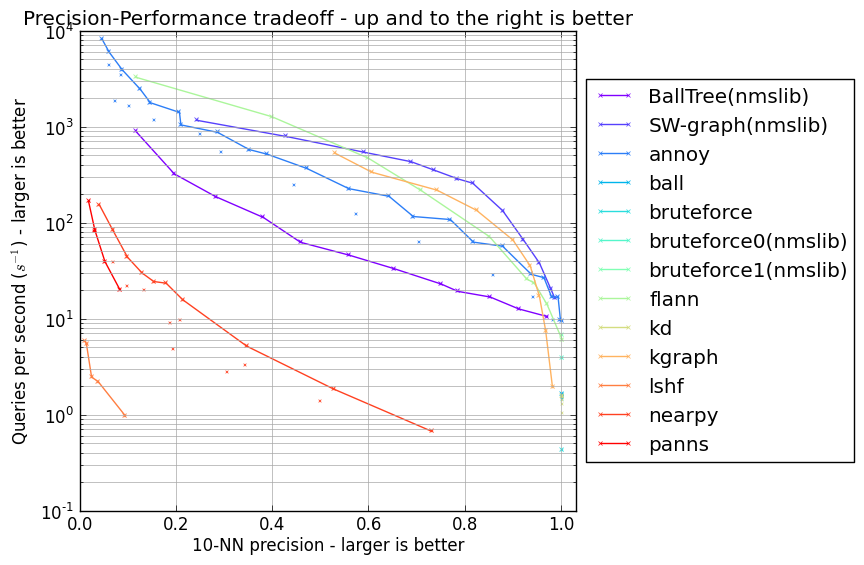 Precision-Performance tradeoff - up and to the right is better
Queries per second (s⁻¹) - larger is better
10⁴
10³
10²
10¹
10⁰
10⁻¹
0.0 0.2 0.4 0.6 0.8 1.0
10-NN precision - larger is better
BallTree(nmslib)
SW-graph(nmslib)
annoy
ball
bruteforce
bruteforce0(nmslib)
bruteforce1(nmslib)
flann
kd
kgraph
lshf
nearpy
panns